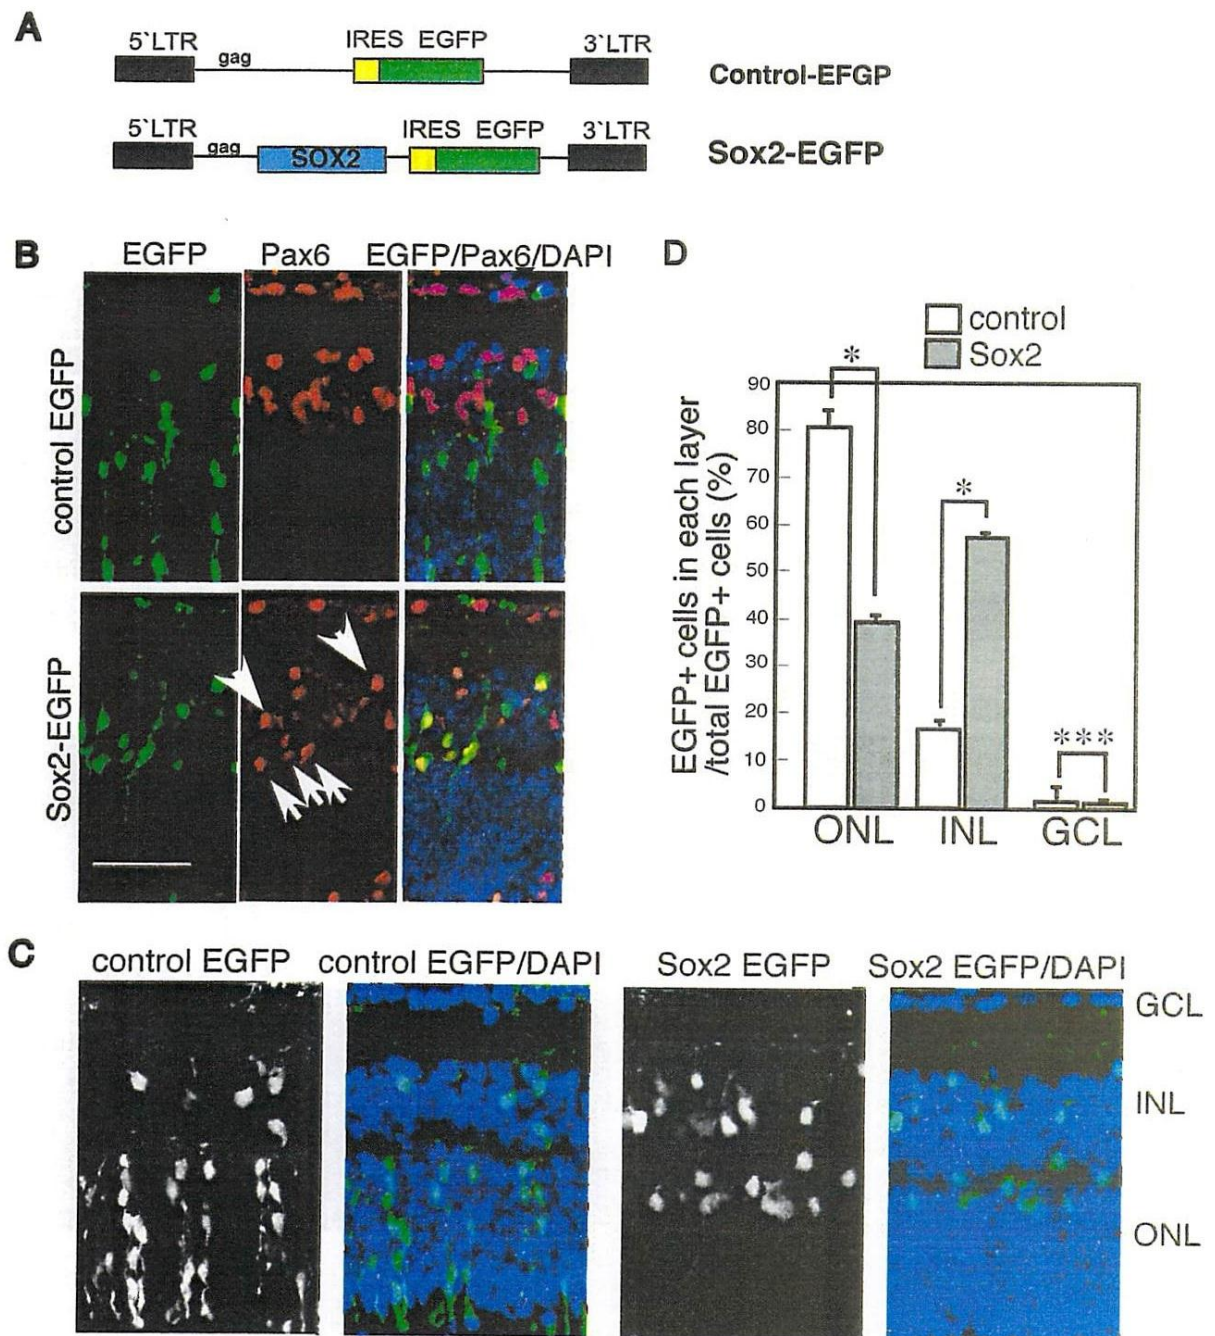 A
5`LTR gag IRES EGFP 3`LTR
Control-EFGP
5`LTR gag SOX2 IRES EGFP 3`LTR
Sox2-EGFP
B
EGFP Pax6 EGFP/Pax6/DAPI
control EGFP
Sox2-EGFP
D
control
Sox2
EGFP+ cells in each layer
/total EGFP+ cells (%)
90
80
70
60
50
40
30
20
10
0
*
*
***
ONL INL GCL
C
control EGFP control EGFP/DAPI Sox2 EGFP Sox2 EGFP/DAPI
GCL
INL
ONL